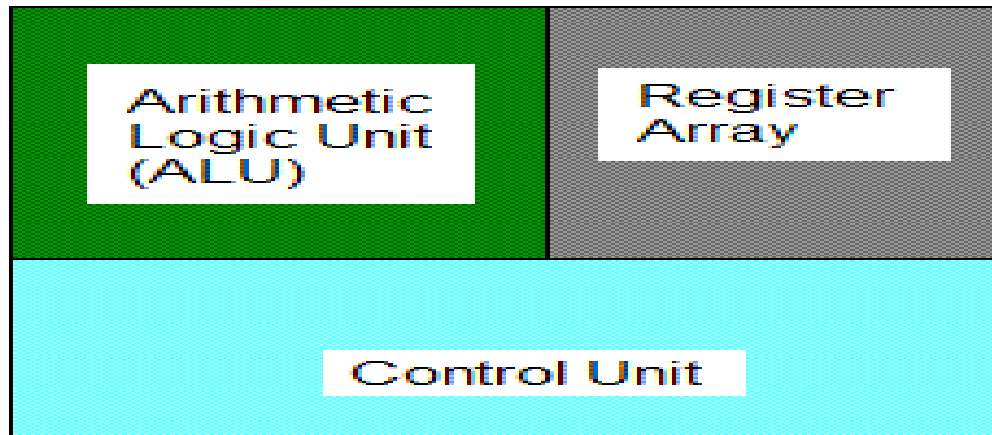 Arithmetic
Logic Unit
(ALU)
Register
Array
Control Unit